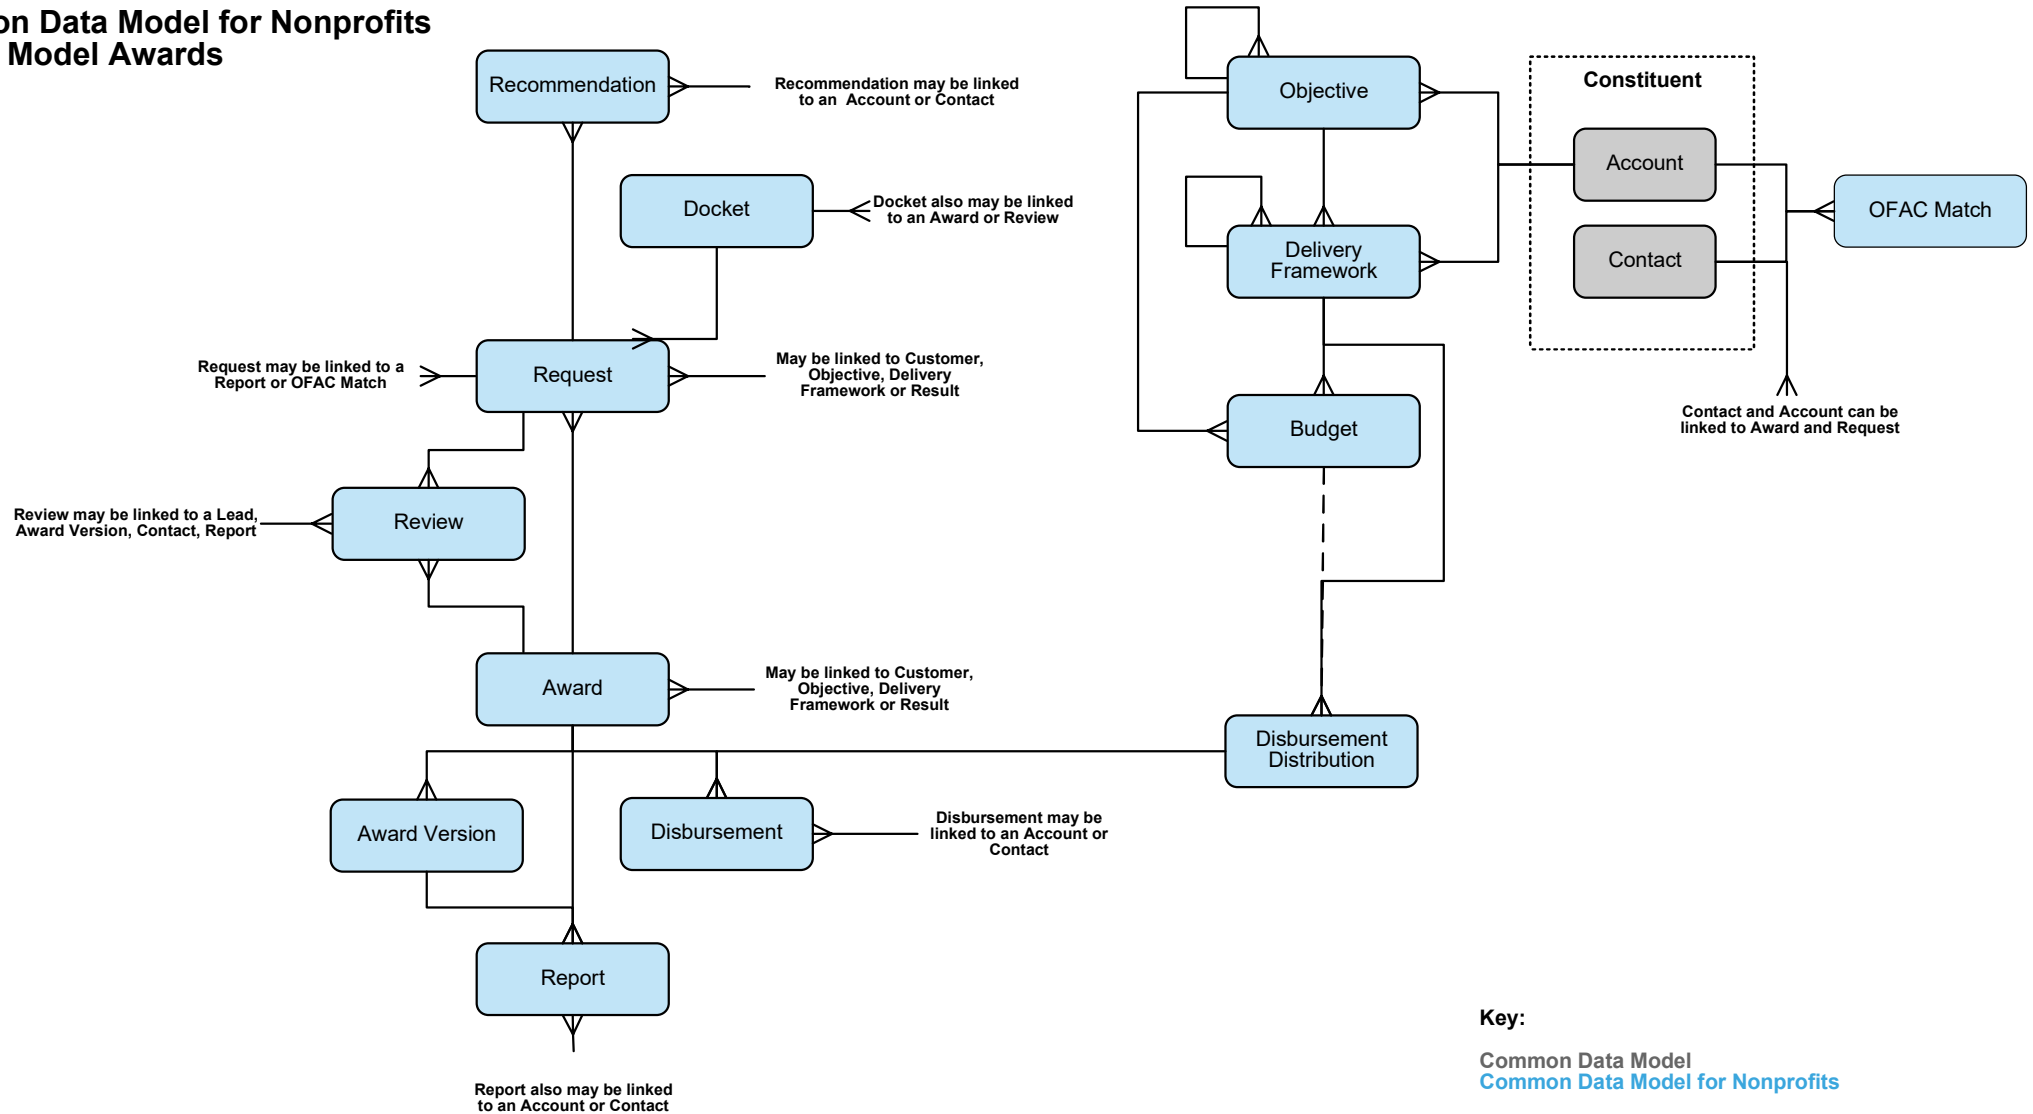 on Data Model for Nonprofits
Model Awards
Recommendation
Recommendation may be linked
to an Account or Contact
Objective
Constituent
Account
Docket
Docket also may be linked
to an Award or Review
OFAC Match
Delivery
Framework
Contact
Request may be linked to a
Report or OFAC Match
Request
May be linked to Customer,
Objective, Delivery
Framework or Result
Contact and Account can be
linked to Award and Request
Budget
Review may be linked to a Lead,
Award Version, Contact, Report
Review
Award
May be linked to Customer,
Objective, Delivery
Framework or Result
Disbursement
Distribution
Award Version
Disbursement
Disbursement may be
linked to an Account or
Contact
Report
Report also may be linked
to an Account or Contact
Key:
Common Data Model
Common Data Model for Nonprofits